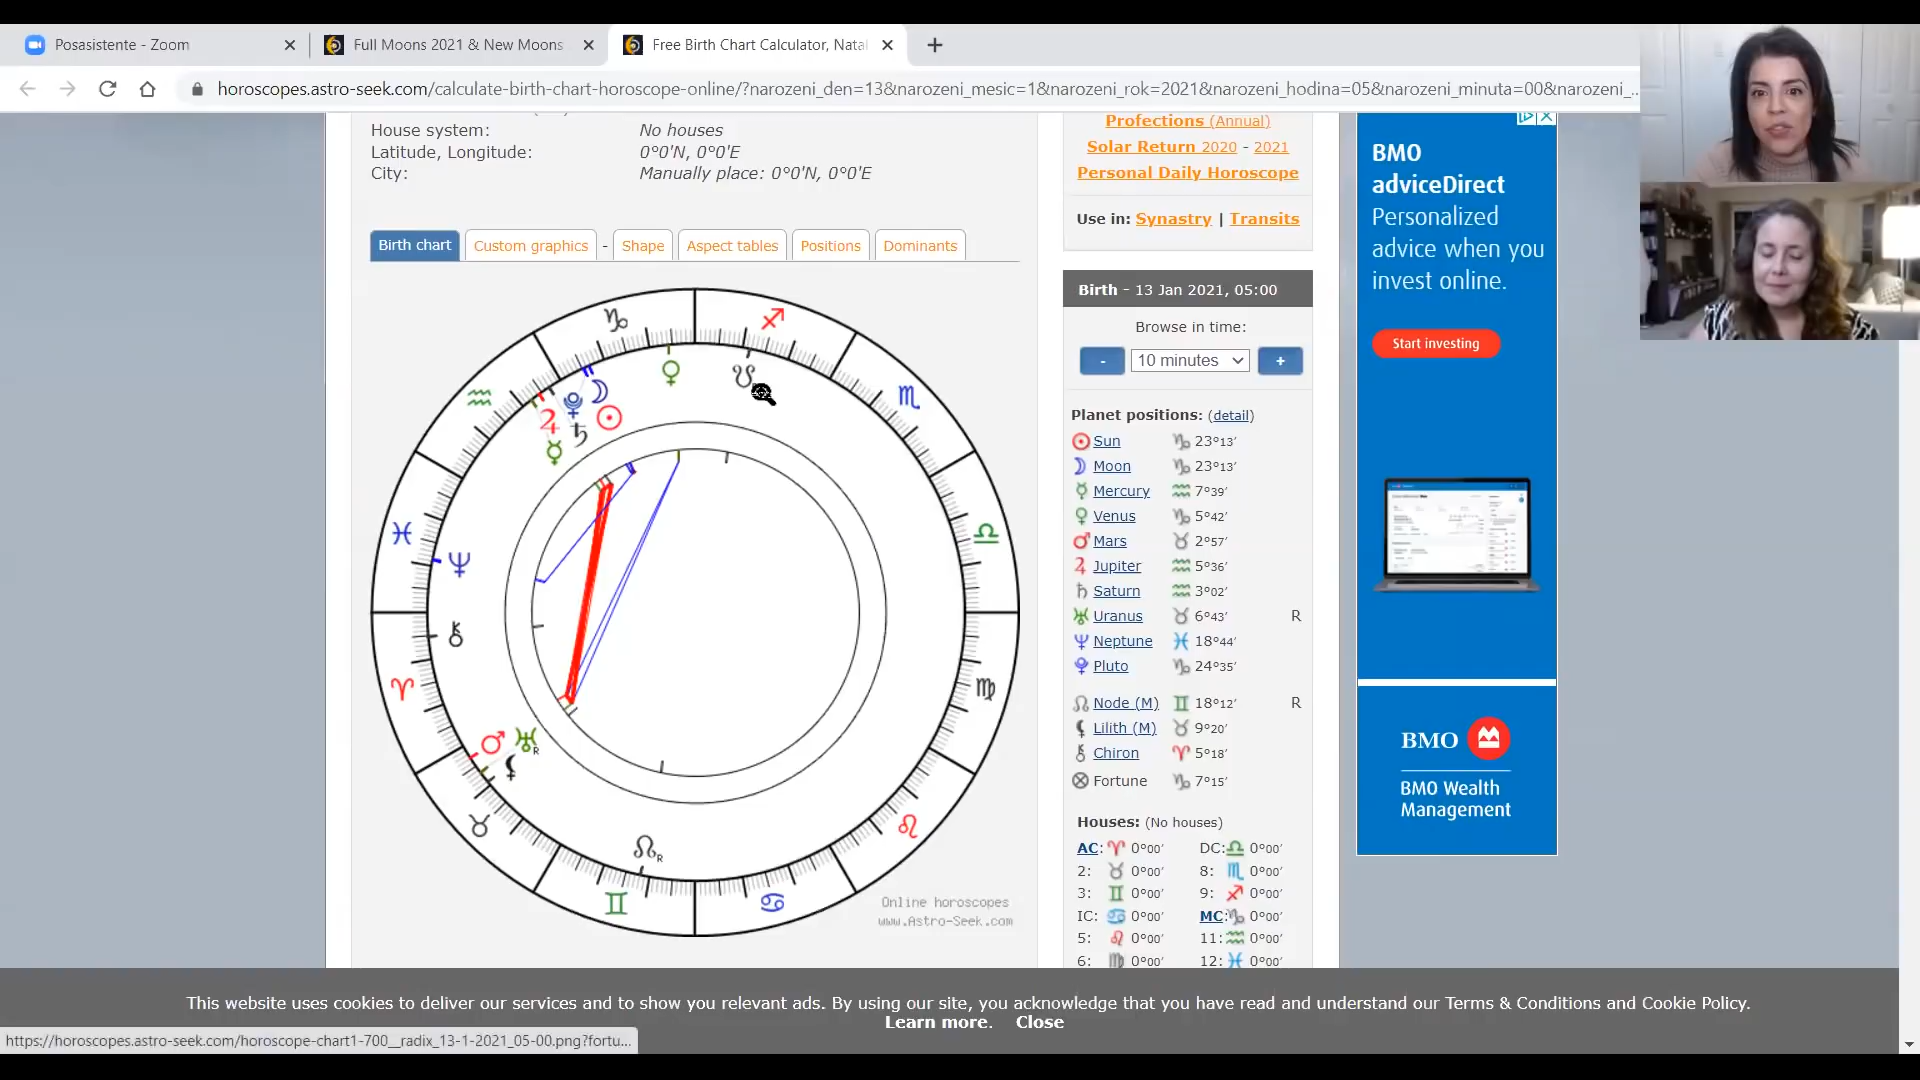 Posasistente - Zoom
Full Moons 2021 & New Moons
Free Birth Chart Calculator, Natal
horoscopes.astro-seek.com/calculate-birth-chart-horoscope-online/?narozeni_den=13&narozeni_mesic=1&narozeni_rok=2021&narozeni_hodina=05&narozeni_minuta=00&narozeni_...
House system: No houses
Latitude, Longitude: 0°0'N, 0°0'E
City: Manually place: 0°0'N, 0°0'E
Birth chart
Custom graphics
-
Shape
Aspect tables
Positions
Dominants
R
R
Online horoscopes
www.Astro-Seek.com
Profections (Annual)
Solar Return 2020 - 2021
Personal Daily Horoscope
Use in: Synastry | Transits
Birth - 13 Jan 2021, 05:00
Browse in time:
- 10 minutes +
Planet positions: (detail)
☉ Sun ♑ 23°13'
☽ Moon ♑ 23°13'
☿ Mercury ♒ 7°39'
♀ Venus ♑ 5°42'
♂ Mars ♉ 2°57'
♃ Jupiter ♒ 5°36'
♄ Saturn ♒ 3°02'
♅ Uranus ♉ 6°43' R
♆ Neptune ♓ 18°44'
Pluto ♑ 24°35'
☊ Node (M) ♊ 18°12' R
⚸ Lilith (M) ♉ 9°20'
⚷ Chiron ♈ 5°18'
⊗ Fortune ♑ 7°15'
Houses: (No houses)
AC: ♈ 0°00' DC: ♎ 0°00'
2: ♉ 0°00' 8: ♏ 0°00'
3: ♊ 0°00' 9: ♐ 0°00'
IC: ♋ 0°00' MC: ♑ 0°00'
5: ♌ 0°00' 11: ♒ 0°00'
6: ♍ 0°00' 12: ♓ 0°00'
BMO
adviceDirect
Personalized
advice when you
invest online.
Start investing
BMO
BMO Wealth
Management
This website uses cookies to deliver our services and to show you relevant ads. By using our site, you acknowledge that you have read and understand our Terms & Conditions and Cookie Policy.
Learn more. Close
https://horoscopes.astro-seek.com/horoscope-chart1-700__radix_13-1-2021_05-00.png?fortu...